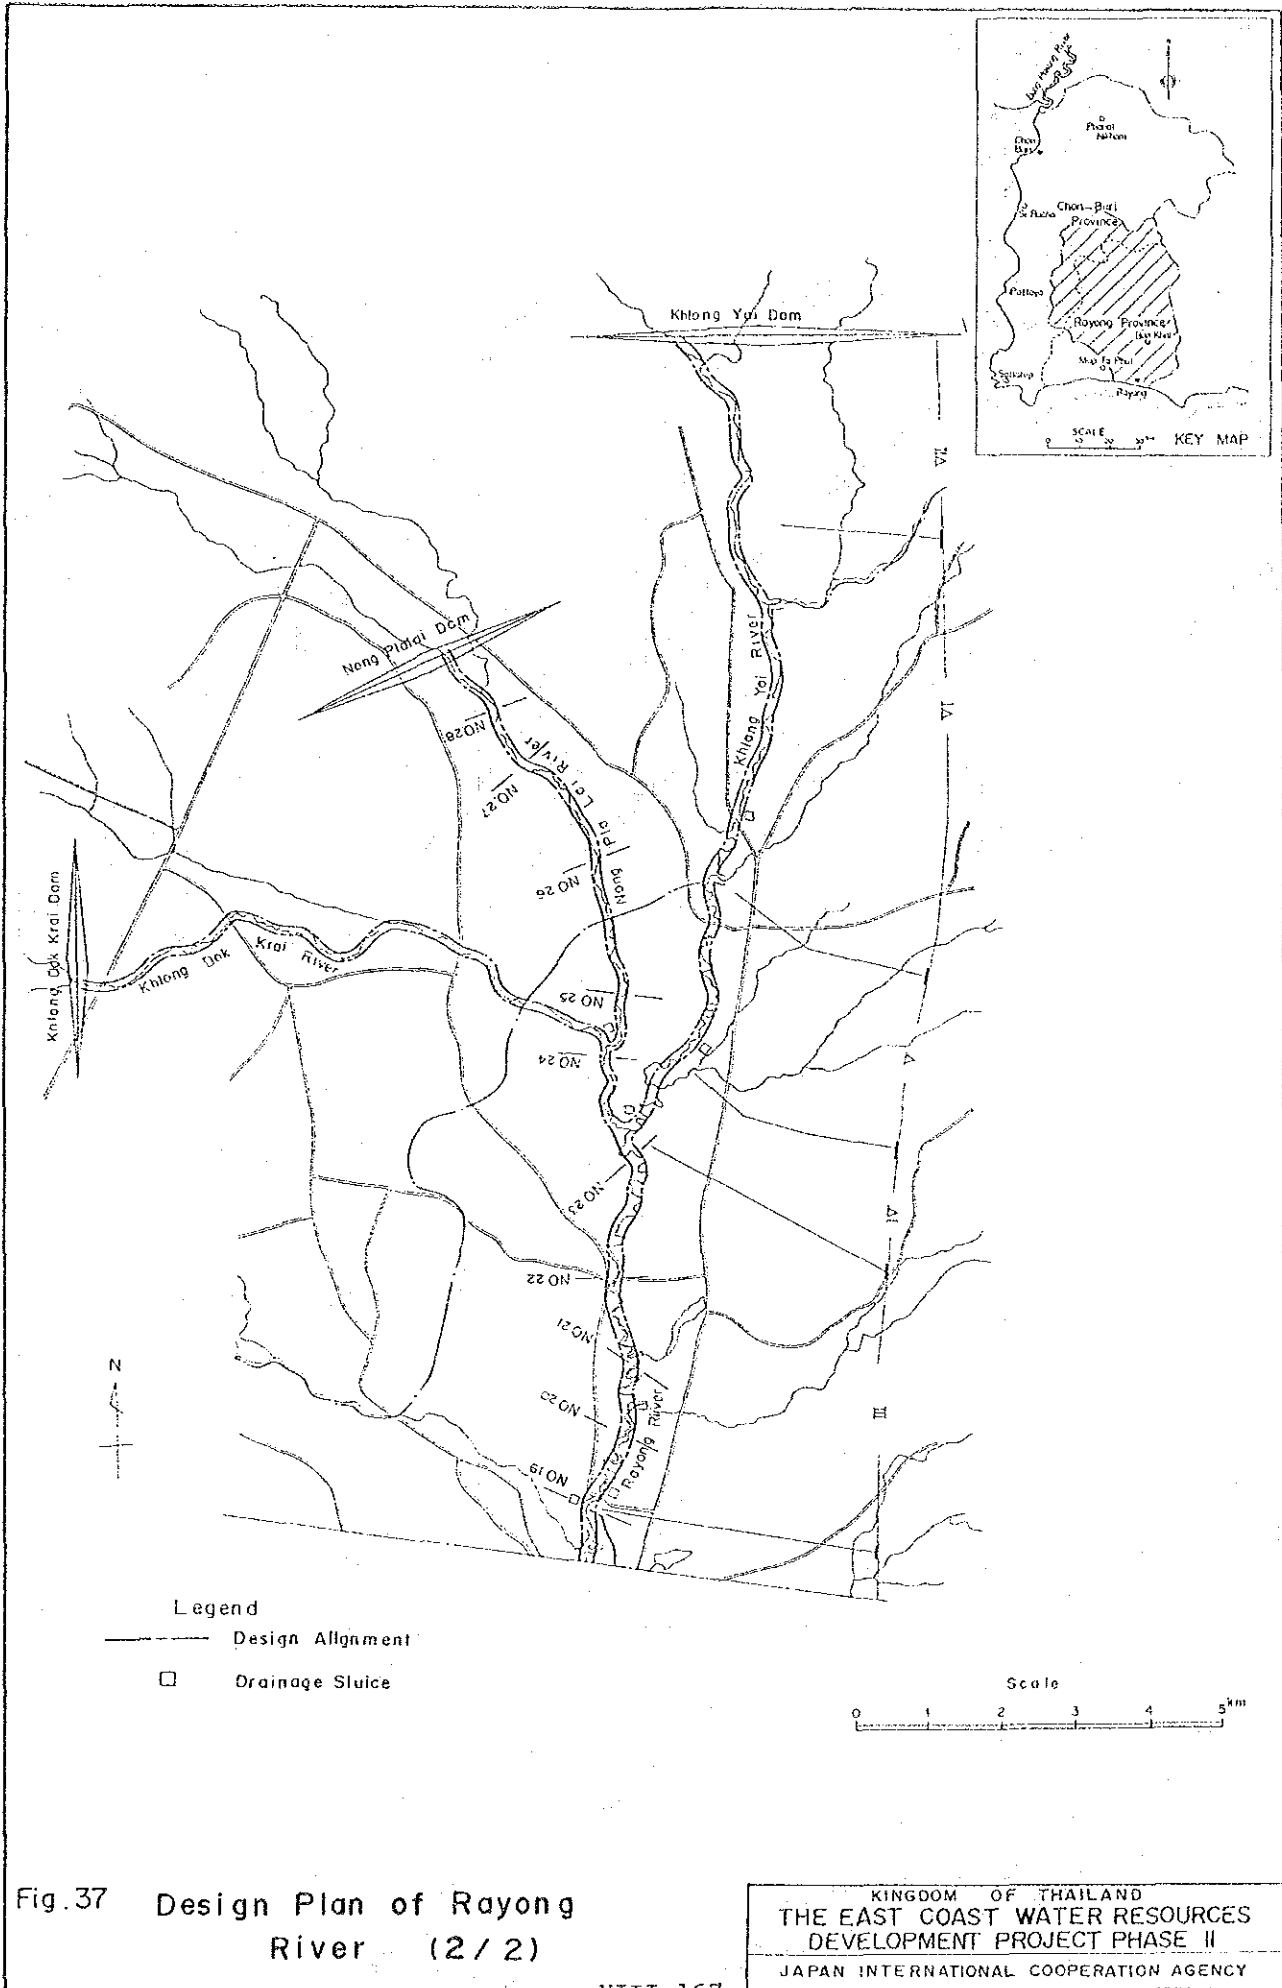 Bang Pakong River
Chon
Buri
Phanat
Nikhom
Si Racha
Chon-Buri
Province
Pattaya
Rayong Province
Ban Khai
Map Ta Phut
Sattahip
Rayong
SCALE
KEY MAP
Khlong Yai Dam
Nong Plalai Dam
Khlong Yai River
Nong Pla Lai River
NO.28
NO.27
NO 26
NO 25
NO 24
Khlong Dok Krai Dam
Khlong Dok Krai River
NO 23
NO 22
NO 21
NO 20
NO 19
Rayong River
N
Legend
Design Alignment
Drainage Sluice
Scale
0 1 2 3 4 5km
Fig.37 Design Plan of Rayong
River (2/2)
KINGDOM OF THAILAND
THE EAST COAST WATER RESOURCES
DEVELOPMENT PROJECT PHASE II
JAPAN INTERNATIONAL COOPERATION AGENCY